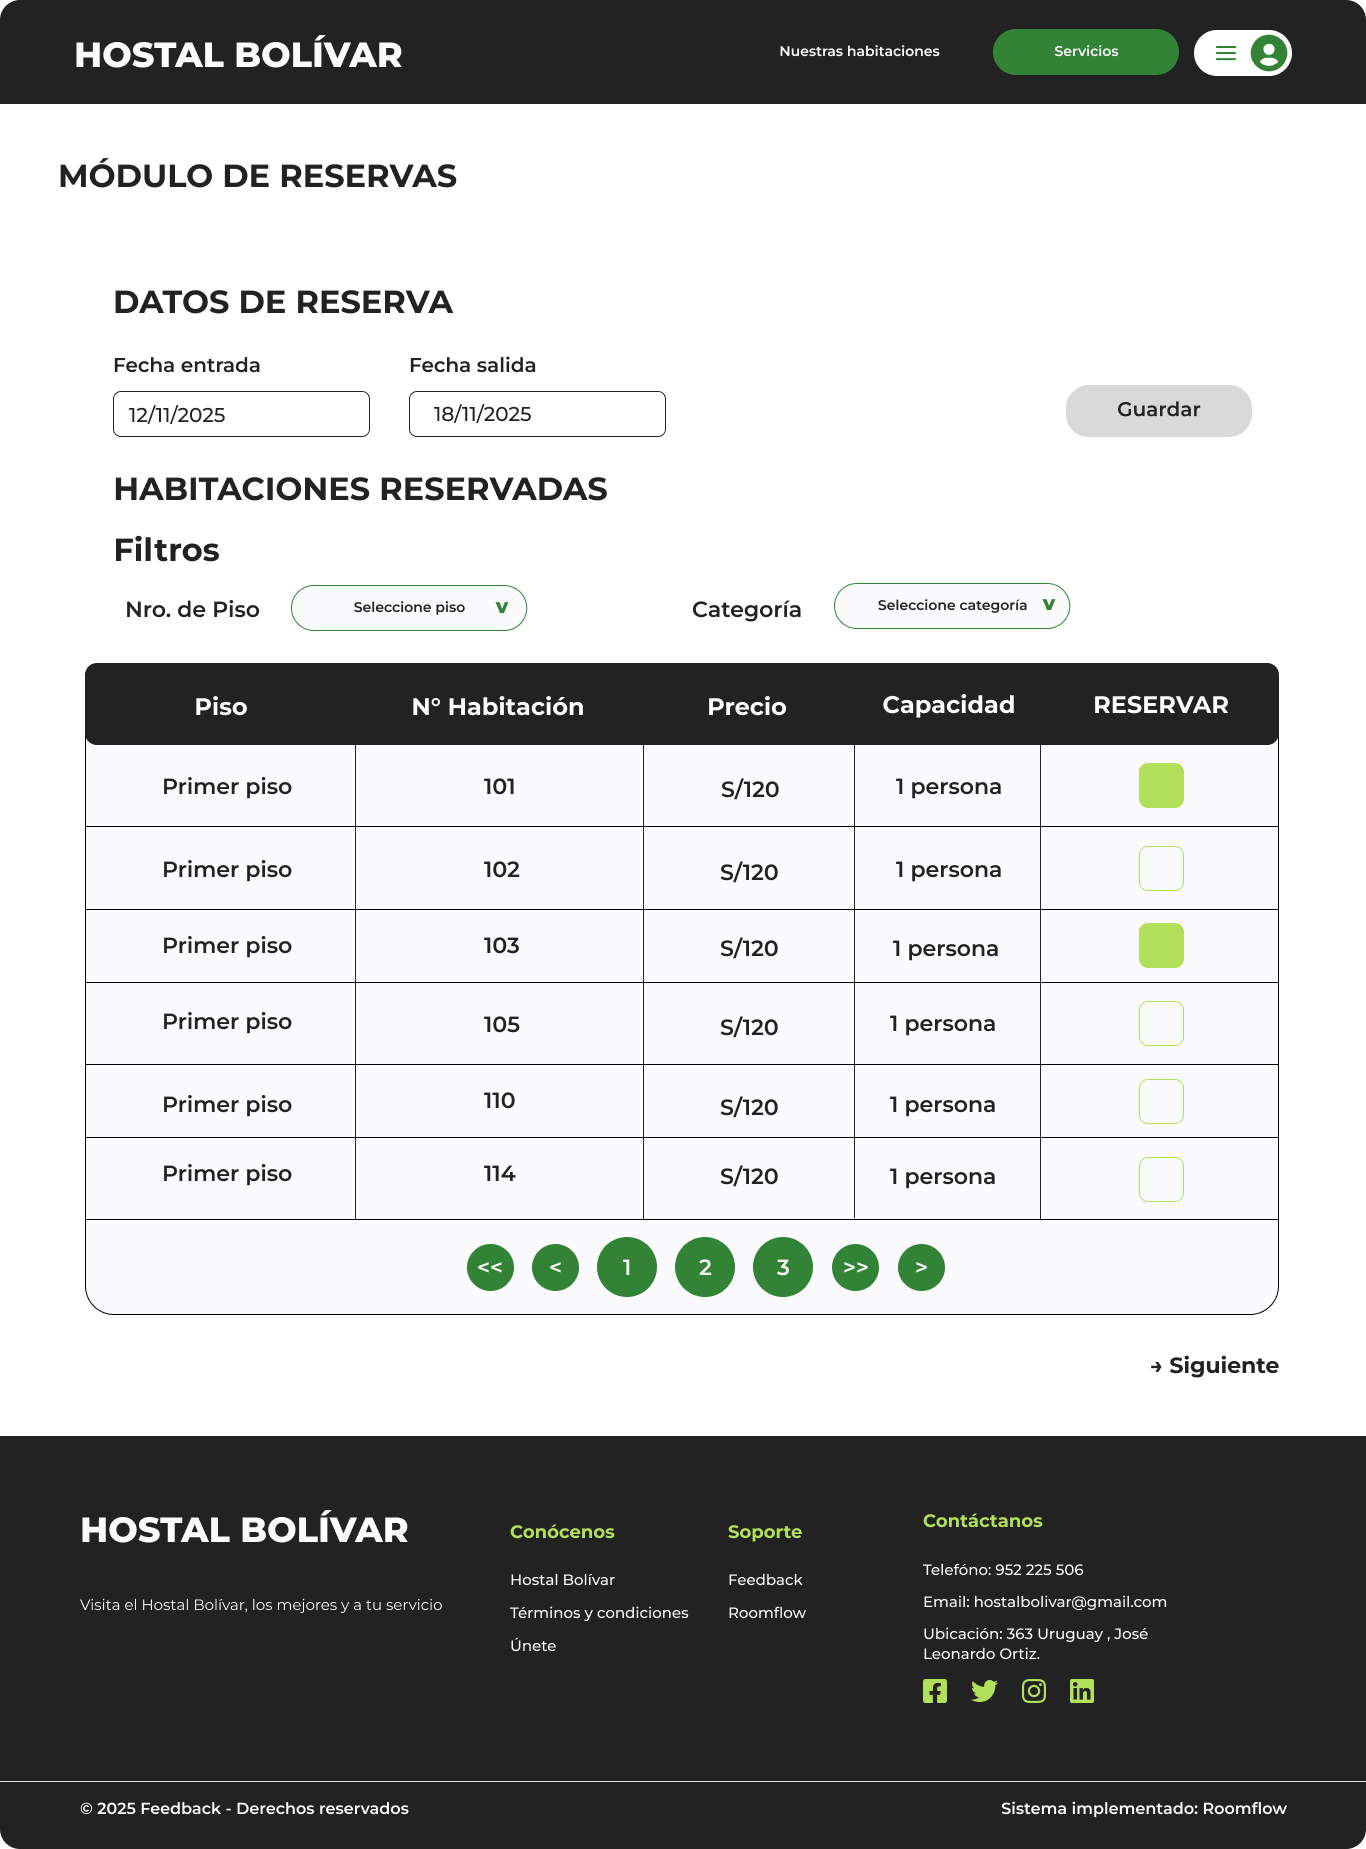 HOSTAL BOLÍVAR
Nuestras habitaciones
Servicios
MÓDULO DE RESERVAS
DATOS DE RESERVA
Fecha entrada
Fecha salida
12/11/2025
18/11/2025
Guardar
HABITACIONES RESERVADAS
Filtros
Nro. de Piso
Seleccione piso
v
Categoría
Seleccione categoría
v
Piso
N° Habitación
Precio
Capacidad
RESERVAR
Primer piso
101
S/120
1 persona
Primer piso
102
S/120
1 persona
Primer piso
103
S/120
1 persona
Primer piso
105
S/120
1 persona
Primer piso
110
S/120
1 persona
Primer piso
114
S/120
1 persona
<<
<
1
2
3
>>
>
→ Siguiente
HOSTAL BOLÍVAR
Visita el Hostal Bolívar, los mejores y a tu servicio
Conócenos
Hostal Bolívar
Términos y condiciones
Únete
Soporte
Feedback
Roomflow
Contáctanos
Telefóno: 952 225 506
Email: hostalbolivar@gmail.com
Ubicación: 363 Uruguay , José
Leonardo Ortiz.
© 2025 Feedback - Derechos reservados
Sistema implementado: Roomflow